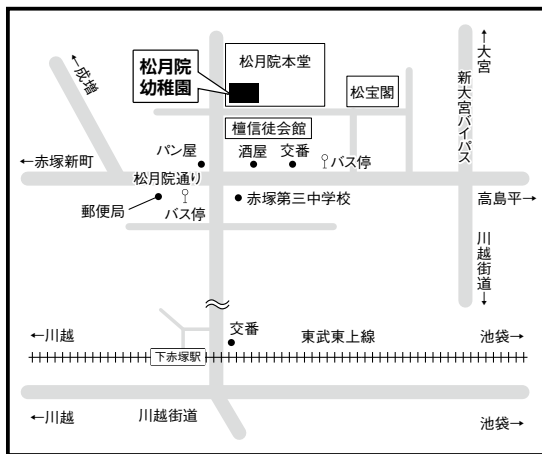 ←成増
松月院
幼稚園
松月院本堂
松宝閣
↑大宮
新大宮バイパス
檀信徒会館
パン屋
酒屋
交番
バス停
←赤塚新町
松月院通り
郵便局
バス停
赤塚第三中学校
高島平→
川越街道→
交番
←川越
東武東上線
池袋→
下赤塚駅
←川越
川越街道
池袋→